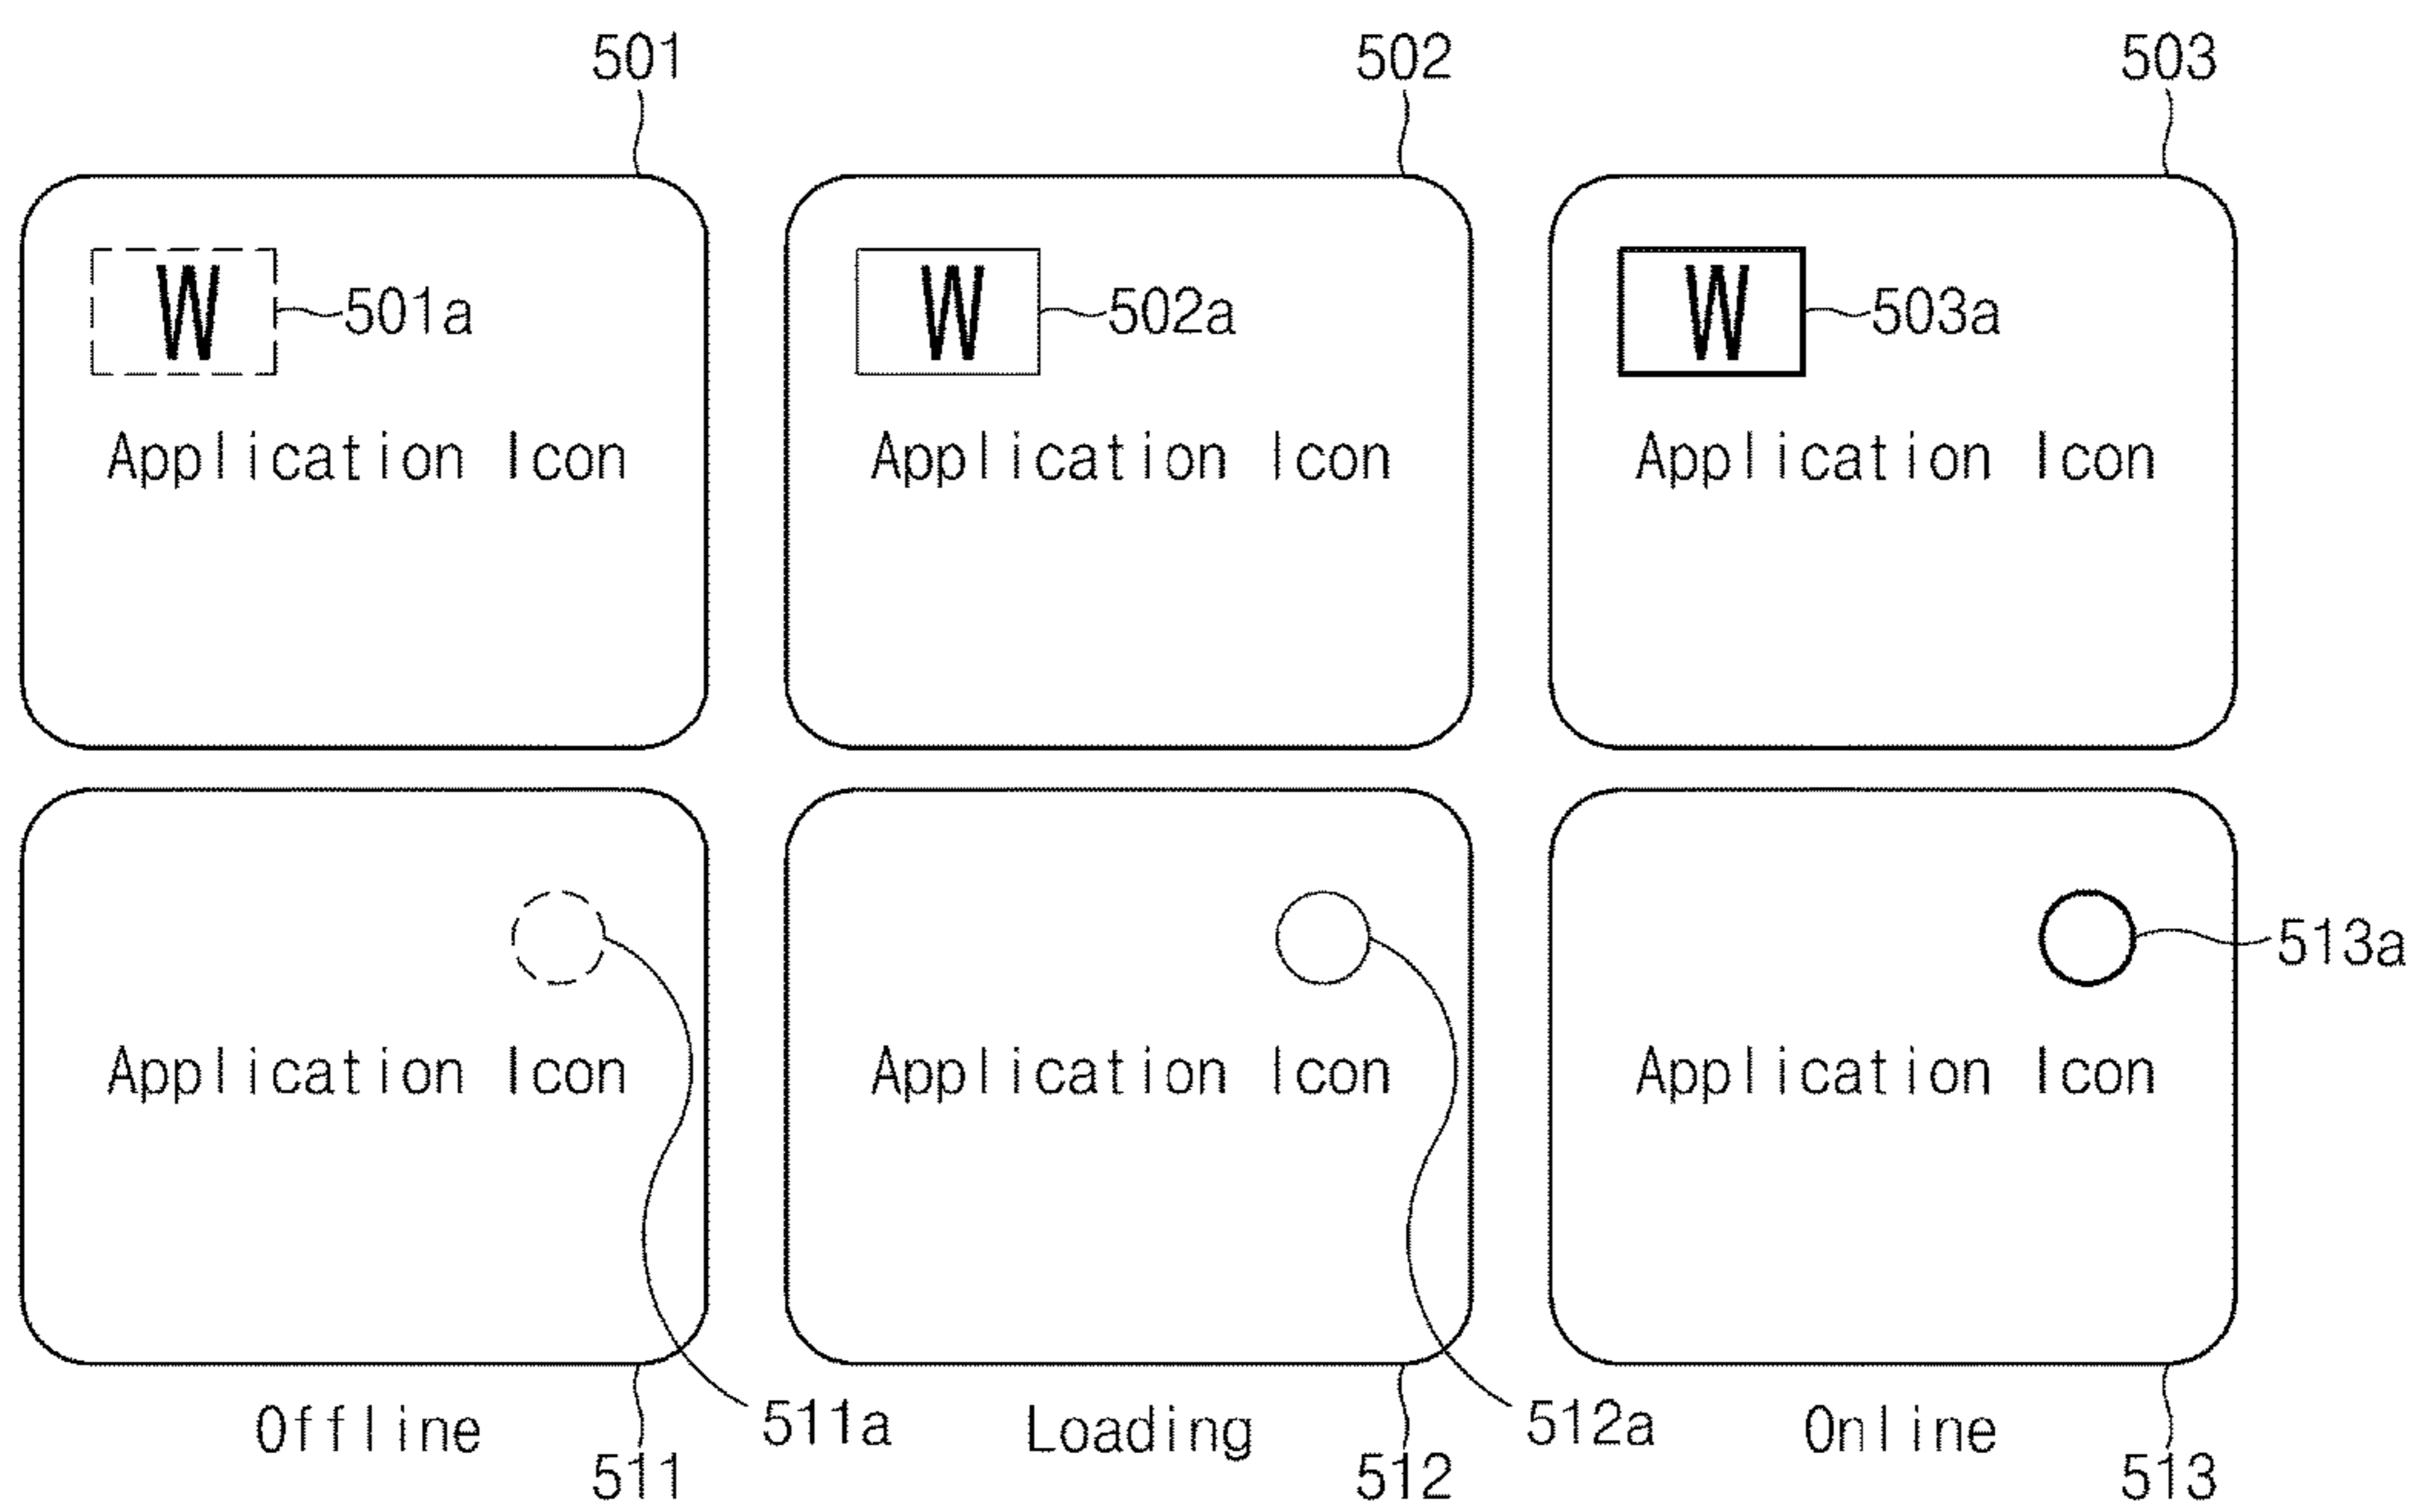 501 502 503
W 501a W 502a W 503a
Application Icon Application Icon Application Icon
513a
Application Icon Application Icon Application Icon
Offline 511a Loading 512a Online
511 512 513